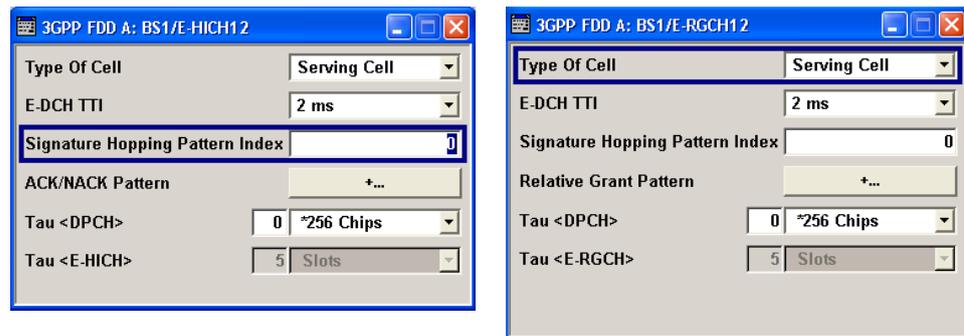 3GPP FDD A: BS1/E-HICH12
Type Of Cell Serving Cell
E-DCH TTI 2 ms
Signature Hopping Pattern Index 0
ACK/NACK Pattern +...
Tau <DPCH> 0 *256 Chips
Tau <E-HICH> 5 Slots
3GPP FDD A: BS1/E-RGCH12
Type Of Cell Serving Cell
E-DCH TTI 2 ms
Signature Hopping Pattern Index 0
Relative Grant Pattern +...
Tau <DPCH> 0 *256 Chips
Tau <E-RGCH> 5 Slots